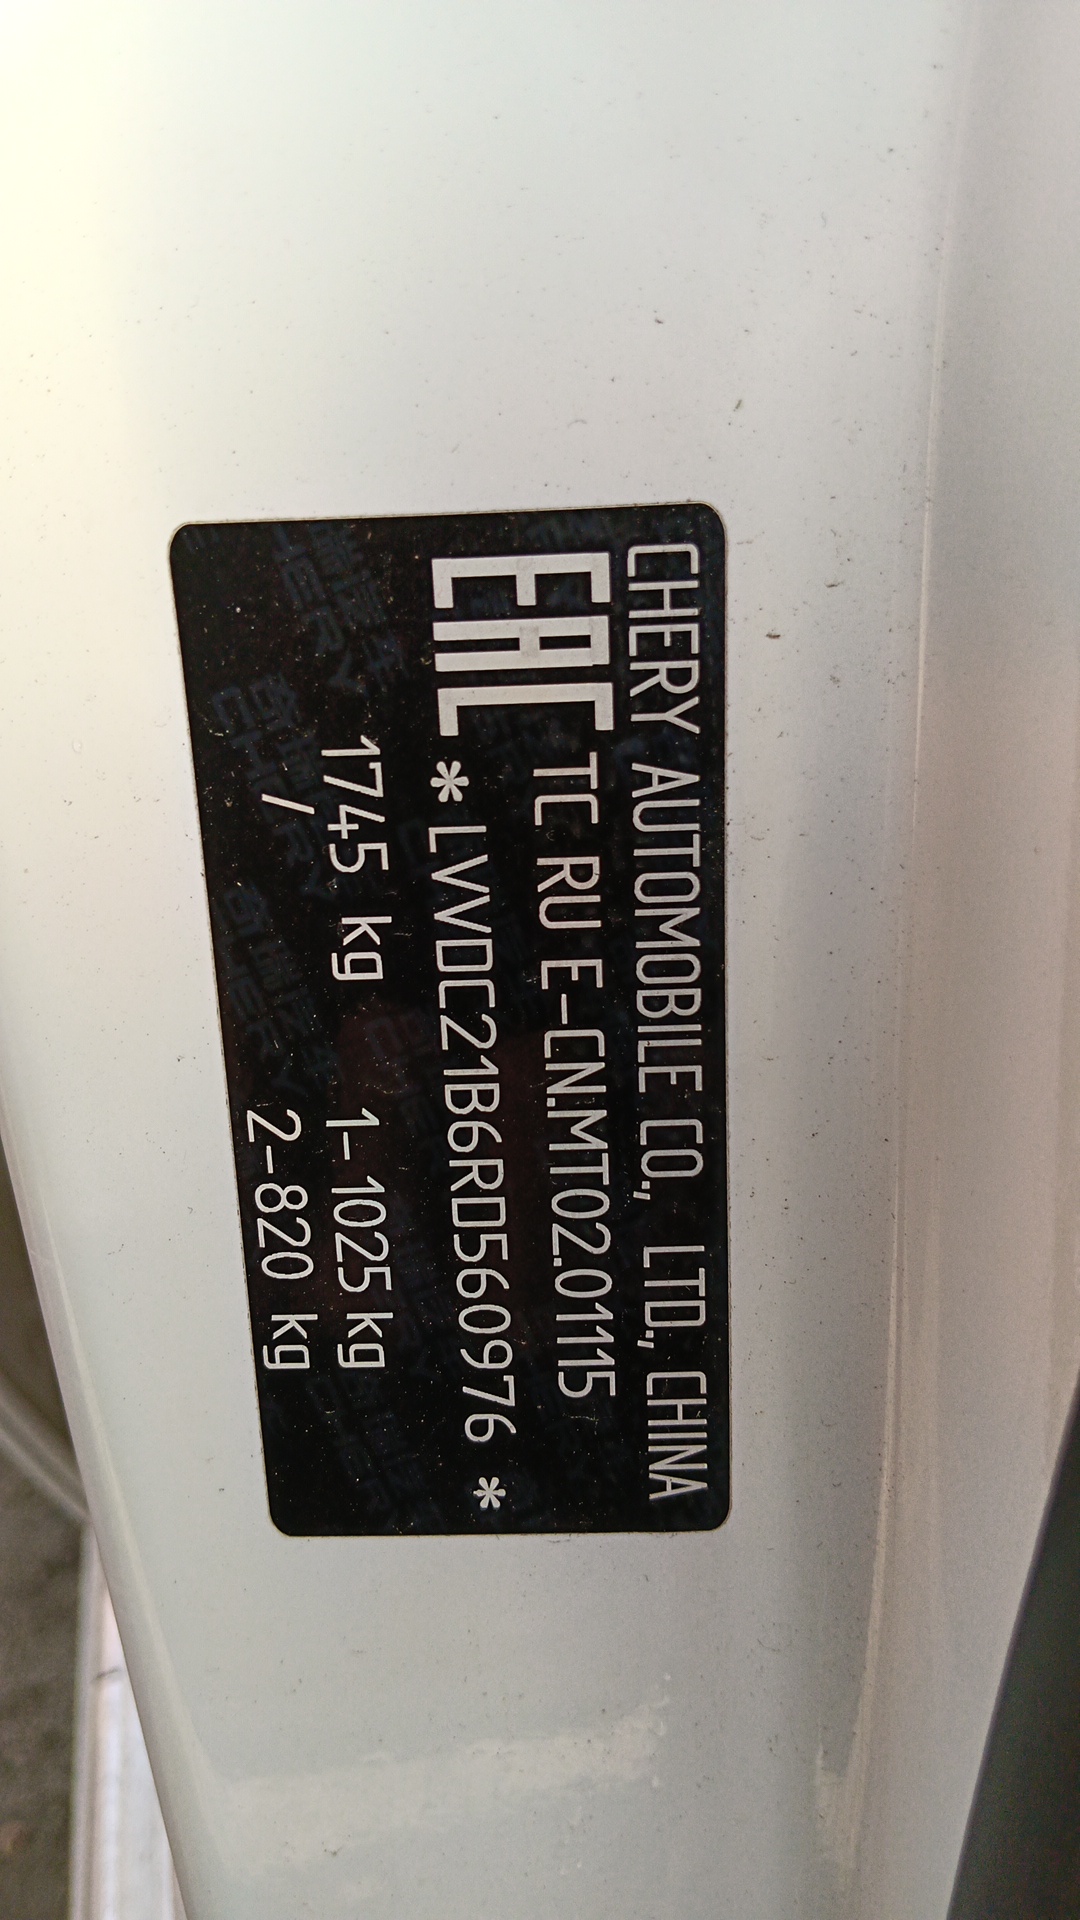 CHERY AUTOMOBILE CO., LTD., CHINA
EAC TC RU E-CN.MT02.0115
*LVVDC21B6RD560976*
1745 kg 1-1025 kg
/ 2-820 kg